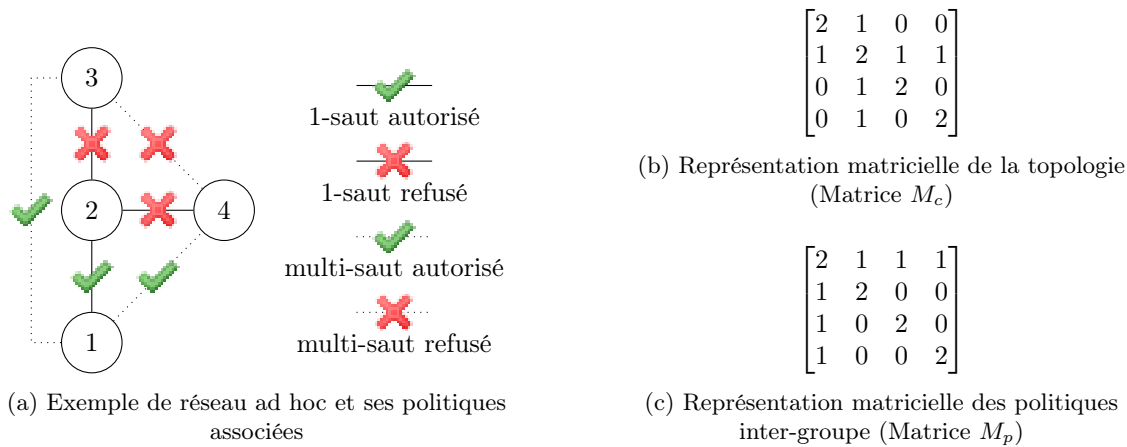 3
2
4
1
1-saut autorisé
1-saut refusé
multi-saut autorisé
multi-saut refusé
(a) Exemple de réseau ad hoc et ses politiques
associées
2 1 0 0
1 2 1 1
0 1 2 0
0 1 0 2
(b) Représentation matricielle de la topologie
(Matrice M_c)
2 1 1 1
1 2 0 0
1 0 2 0
1 0 0 2
(c) Représentation matricielle des politiques
inter-groupe (Matrice M_p)